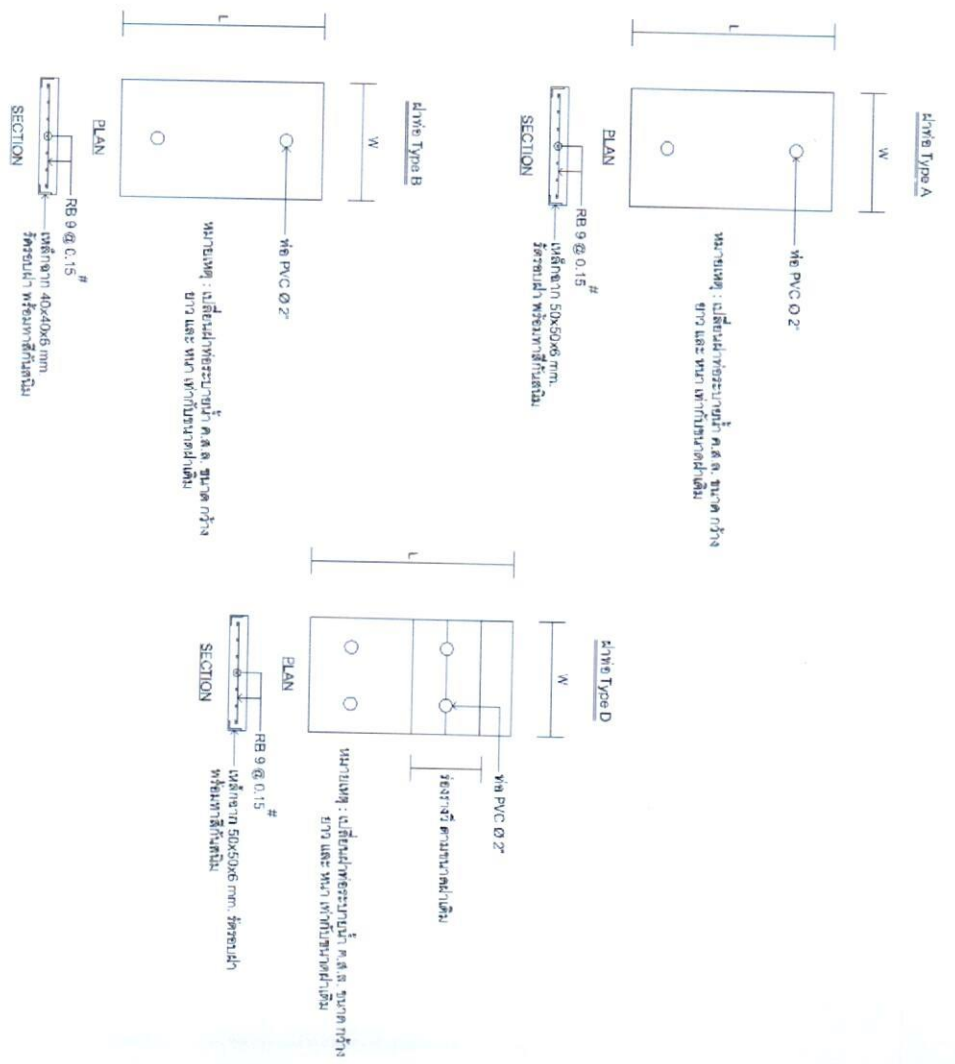 ฝาท่อ Type A
W
L
ท่อ PVC Ø 2"
หมายเหตุ : เปลี่ยนฝาท่อระบายน้ำ ค.ส.ล. ขนาด กว้าง
ยาว และ หนา เท่ากับขนาดฝาเดิม
PLAN
RB 9 @ 0.15 #
เหล็กฉาก 50x50x6 mm.
รัดรอบฝา พร้อมทาสีกันสนิม
SECTION
ฝาท่อ Type B
W
L
ท่อ PVC Ø 2"
หมายเหตุ : เปลี่ยนฝาท่อระบายน้ำ ค.ส.ล. ขนาด กว้าง
ยาว และ หนา เท่ากับขนาดฝาเดิม
PLAN
RB 9 @ 0.15 #
เหล็กฉาก 40x40x6 mm
รัดรอบฝา พร้อมทาสีกันสนิม
SECTION
ฝาท่อ Type D
W
L
ท่อ PVC Ø 2"
ร่องรางวี ตามขนาดฝาเดิม
หมายเหตุ : เปลี่ยนฝาท่อระบายน้ำ ค.ส.ล. ขนาด กว้าง
ยาว และ หนา เท่ากับขนาดฝาเดิม
PLAN
RB 9 @ 0.15 #
เหล็กฉาก 50x50x6 mm. รัดรอบฝา
พร้อมทาสีกันสนิม
SECTION